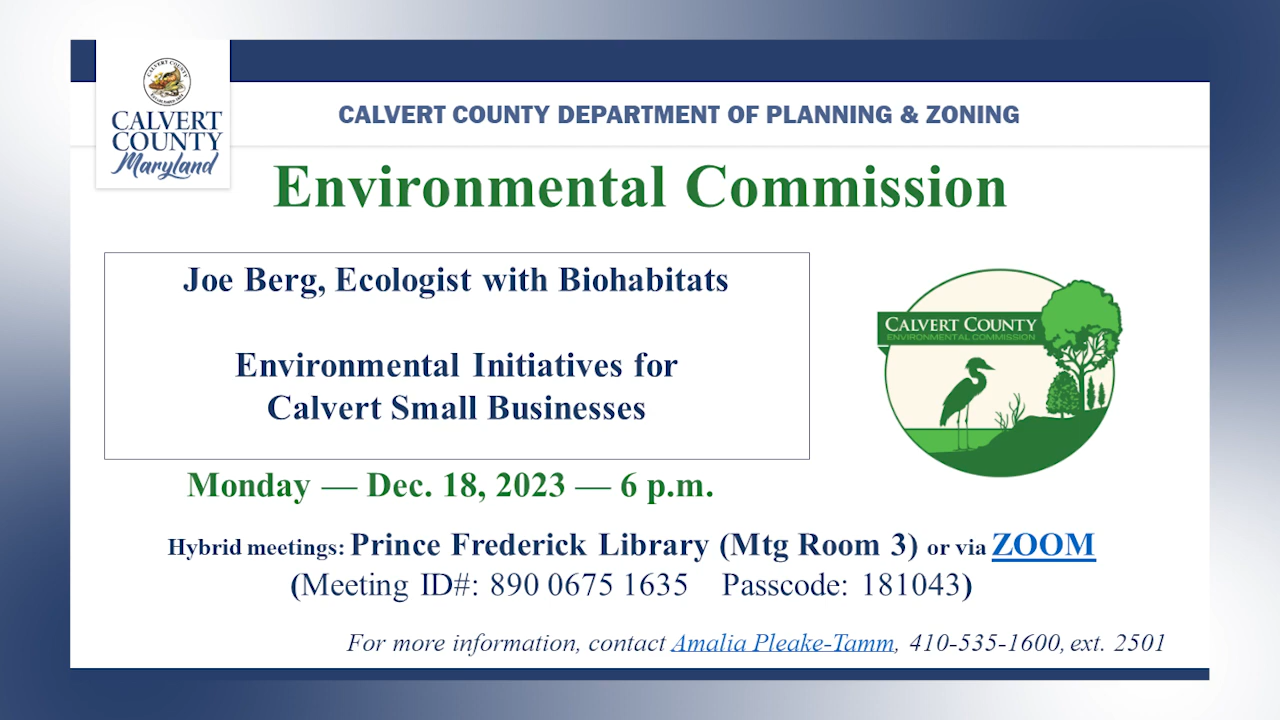 CALVERT COUNTY
CALVERT
COUNTY
Maryland
CALVERT COUNTY DEPARTMENT OF PLANNING & ZONING
Environmental Commission
Joe Berg, Ecologist with Biohabitats
Environmental Initiatives for
Calvert Small Businesses
CALVERT COUNTY
ENVIRONMENTAL COMMISSION
Monday — Dec. 18, 2023 — 6 p.m.
Hybrid meetings: Prince Frederick Library (Mtg Room 3) or via ZOOM
(Meeting ID#: 890 0675 1635 Passcode: 181043)
For more information, contact Amalia Pleake-Tamm, 410-535-1600, ext. 2501